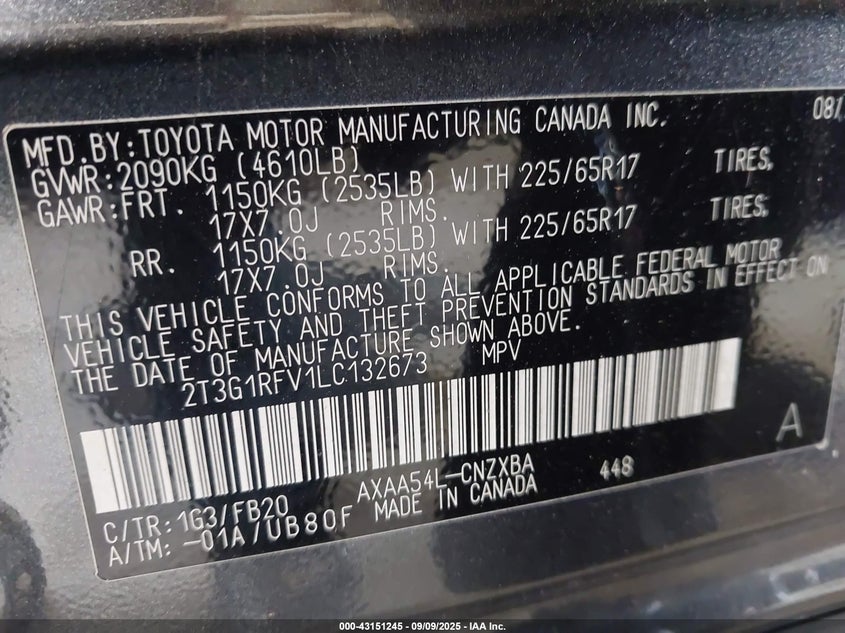 MFD.BY:TOYOTA MOTOR MANUFACTURING CANADA INC. 08/
GVWR:2090KG (4610LB)
GAWR:FRT. 1150KG (2535LB) WITH 225/65R17 TIRES,
17X7.0J RIMS.
RR. 1150KG (2535LB) WITH 225/65R17 TIRES,
17X7.0J RIMS.
THIS VEHICLE CONFORMS TO ALL APPLICABLE FEDERAL MOTOR
VEHICLE SAFETY AND THEFT PREVENTION STANDARDS IN EFFECT ON
THE DATE OF MANUFACTURE SHOWN ABOVE.
2T3G1RFV1LC132673 MPV
A
C/TR:1G3/FB20 AXAA54L-CNZXBA 448
A/TM:-01A/UB80F MADE IN CANADA
000-43151245 - 09/09/2025 - IAA Inc.